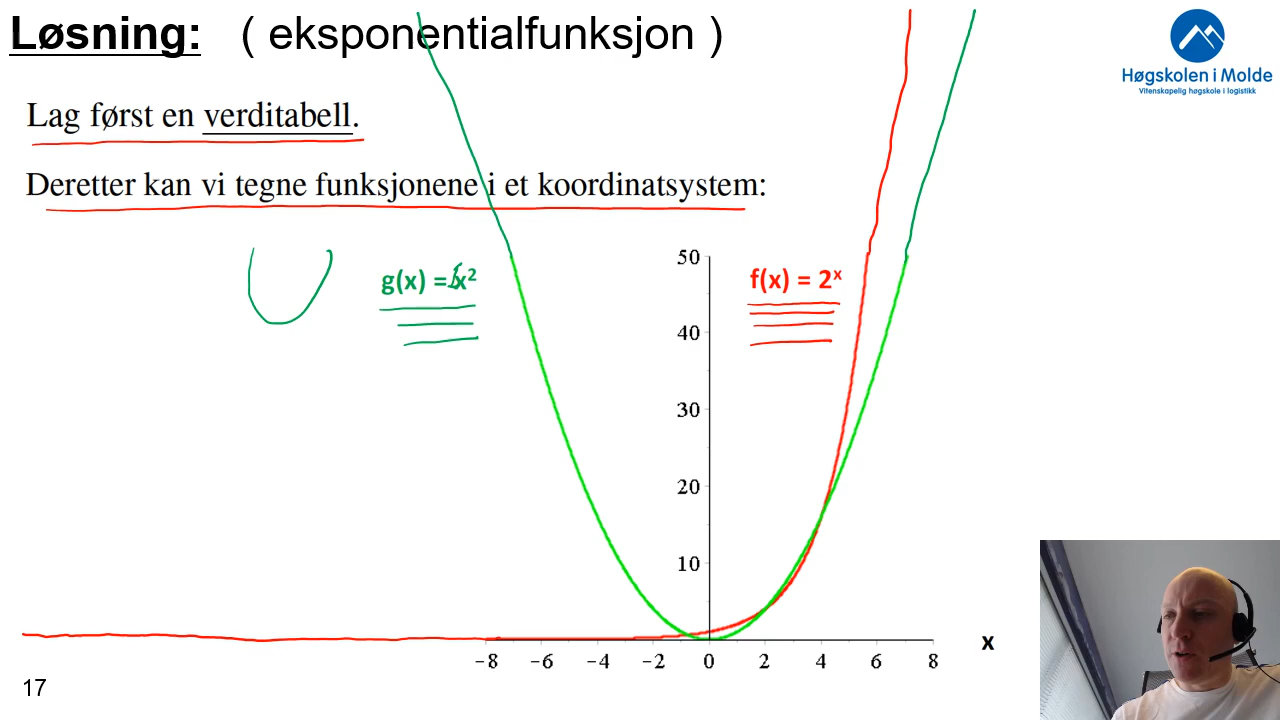 Løsning: ( eksponentialfunksjon )
Høgskolen i Molde
Vitenskapelig høgskole i logistikk
Lag først en verditabell.
Deretter kan vi tegne funksjonene i et koordinatsystem:
g(x) = x²
f(x) = 2ˣ
50
40
30
20
10
-8 -6 -4 -2 0 2 4 6 8 x
17